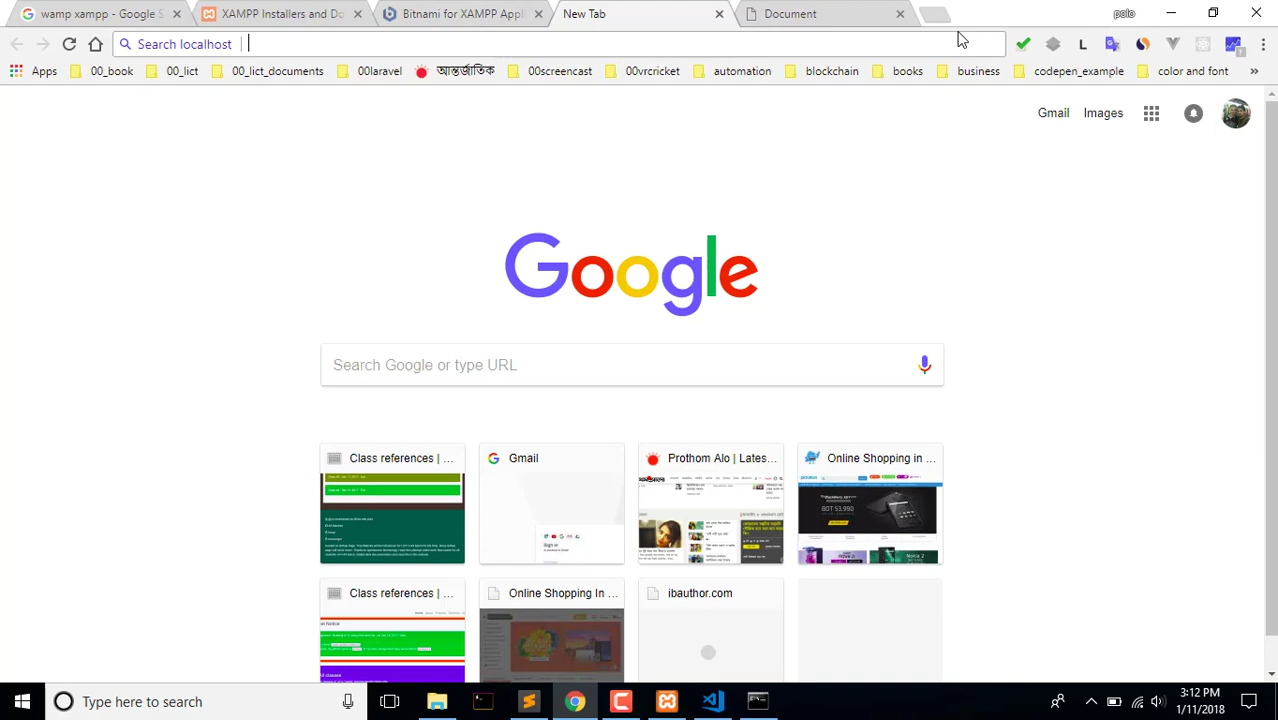 wamp xampp - Google S
XAMPP Installers and Do
Bitnami for XAMPP Appli
New Tab
Document
polo
Search localhost
Apps
00_book
00_lict
00_lict_documents
00laravel
আন্তর্জাতিক
00screencast
00vrcricket
automation
blockchain
books
business
codepen_example
color and font
Gmail
Images
Google
Search Google or type URL
Class references | ...
Gmail
Prothom Alo | Lates...
Online Shopping in ...
Class references | ...
Online Shopping In ...
ibauthor.com
Type here to search
3:12 PM
1/11/2018